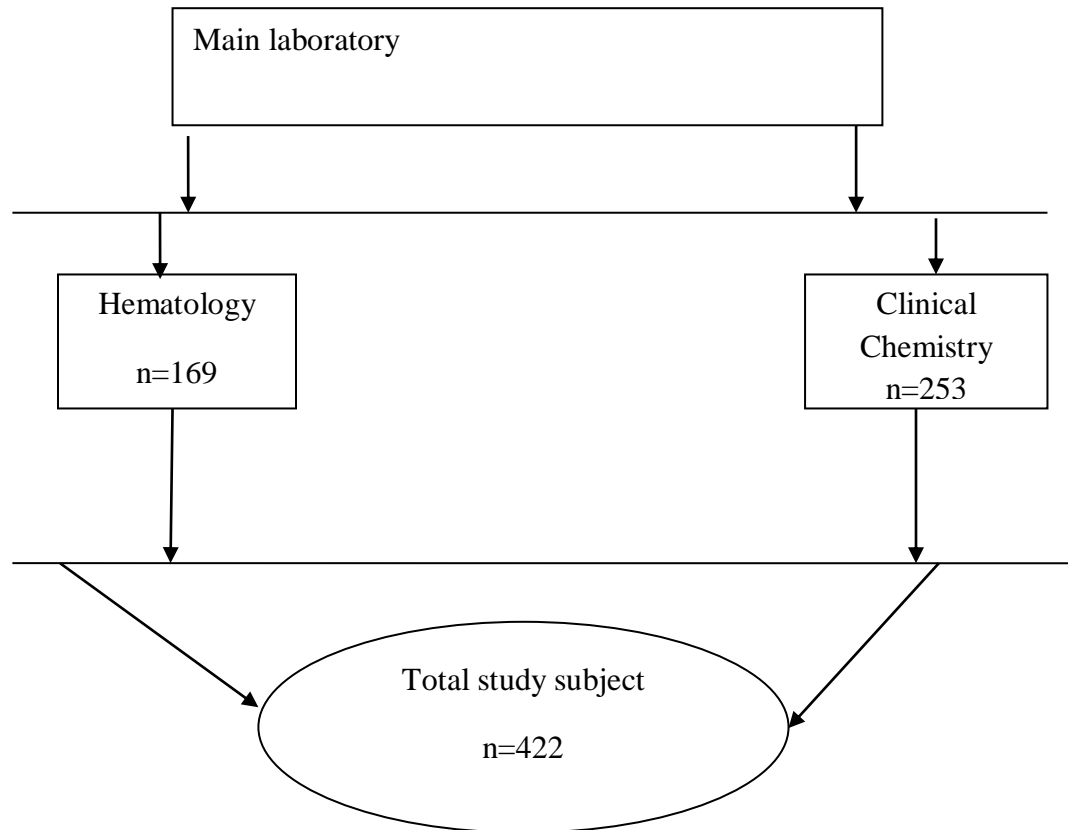 Main laboratory
Hematology
n=169
Clinical
Chemistry
n=253
Total study subject
n=422